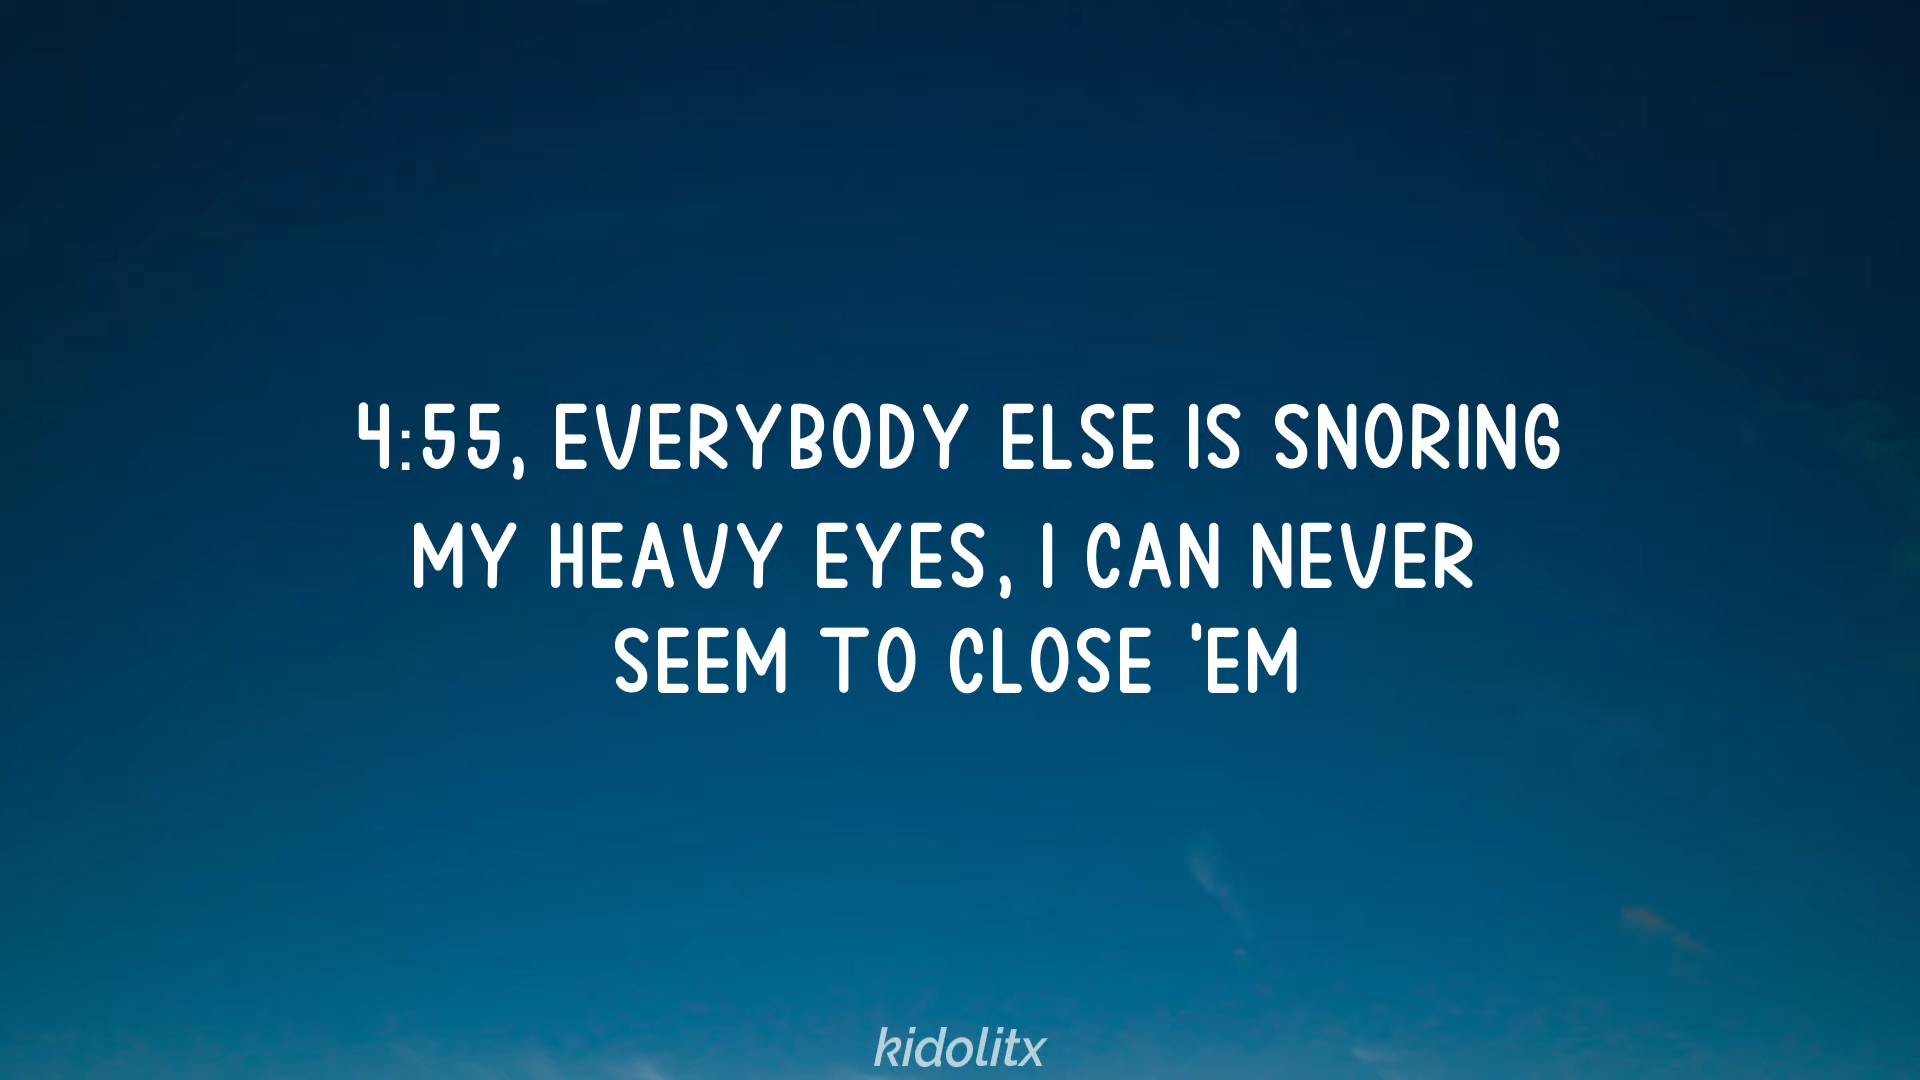 4:55, EVERYBODY ELSE IS SNORING
MY HEAVY EYES, I CAN NEVER
SEEM TO CLOSE 'EM
kidolitx